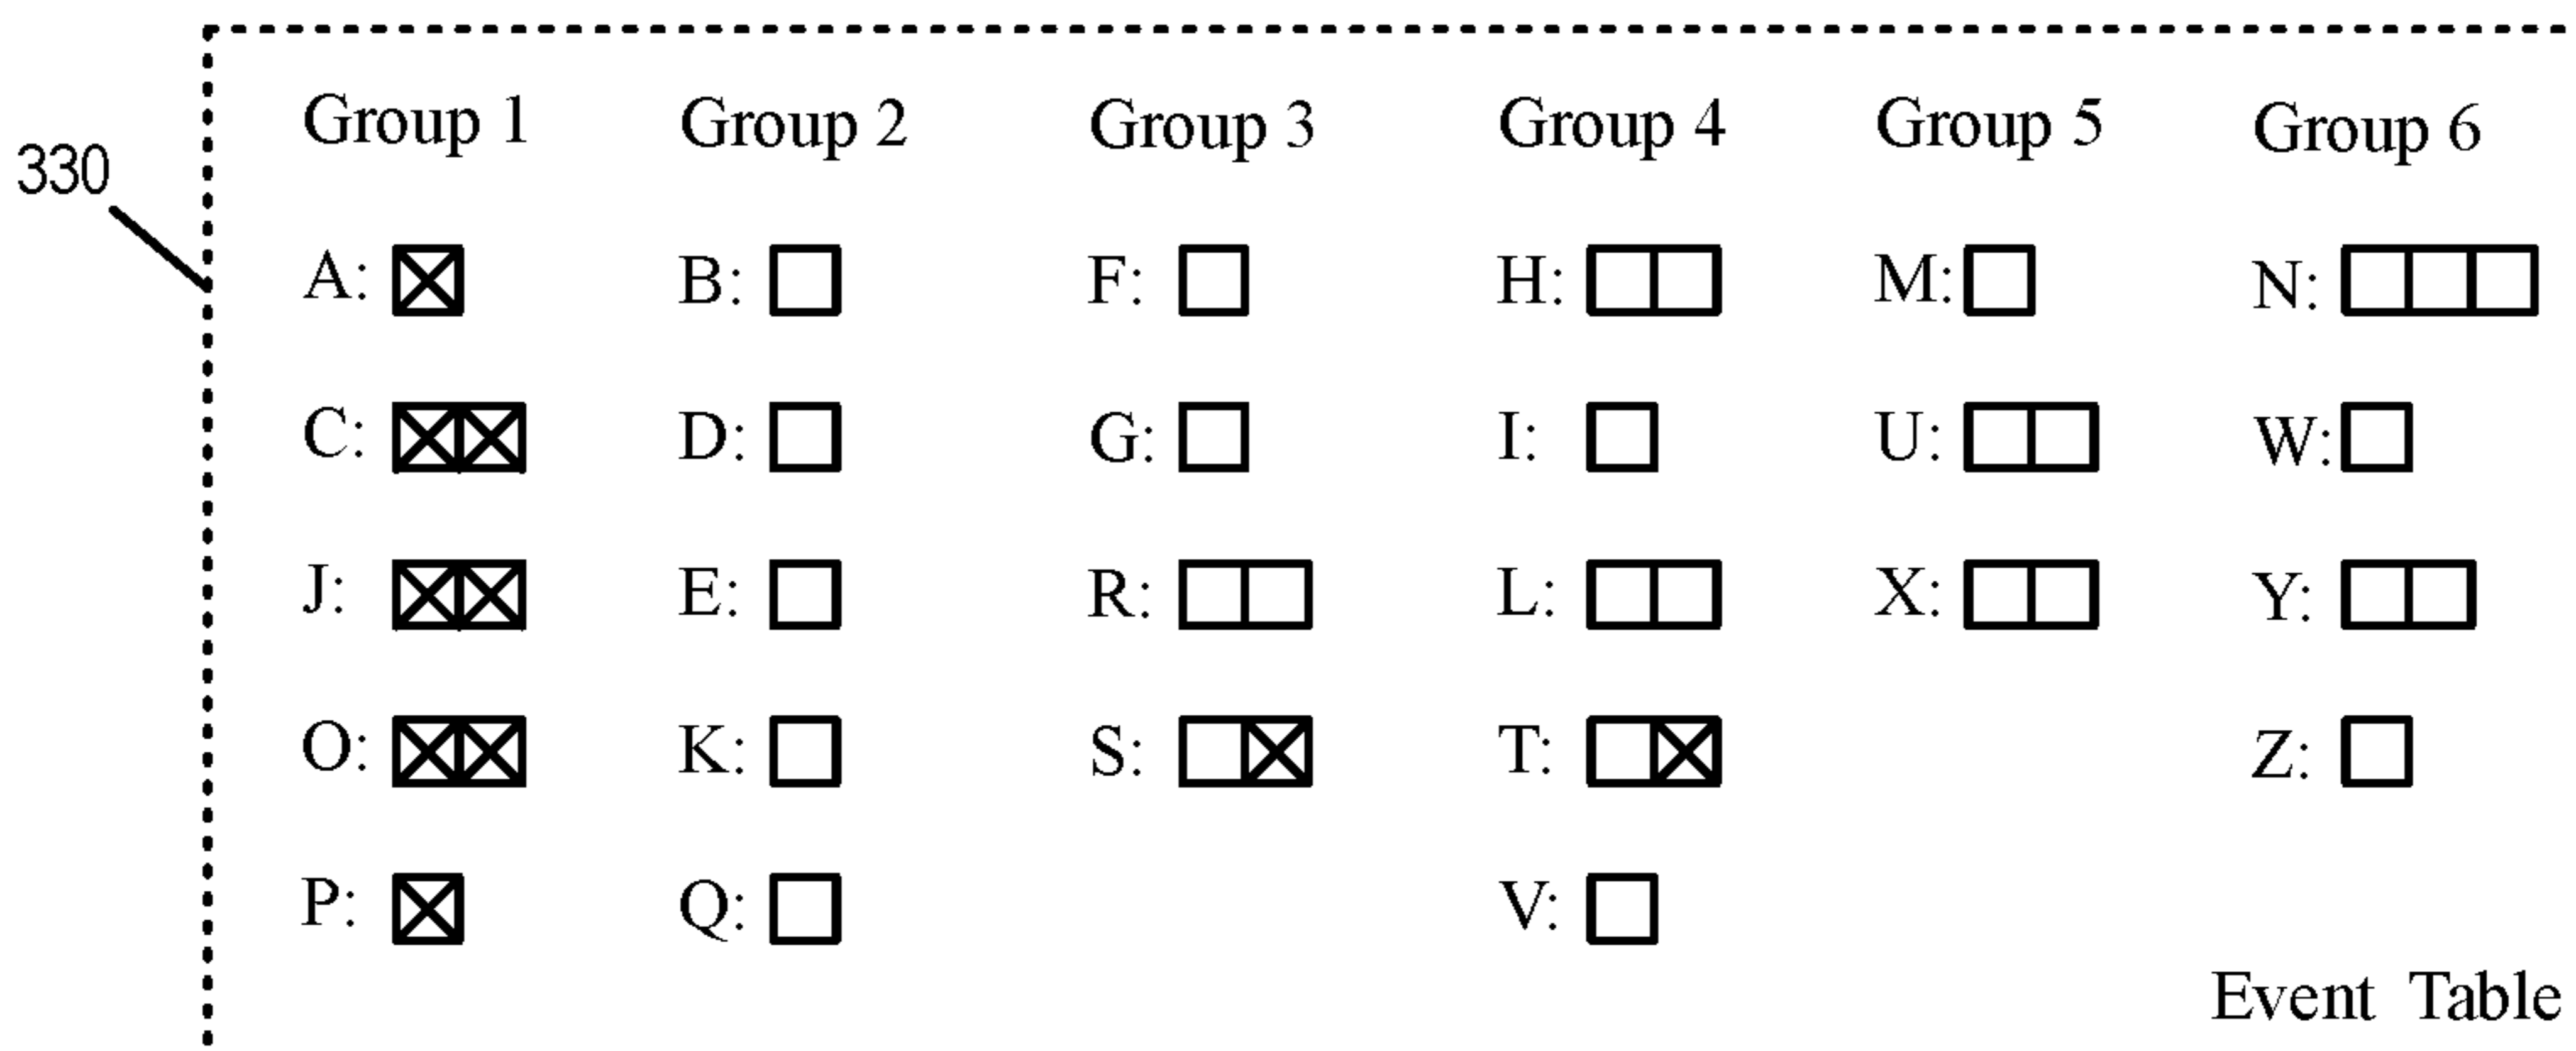 Group 1 Group 2 Group 3 Group 4 Group 5 Group 6
330
A: B: F: H: M: N:
C: D: G: I: U: W:
J: E: R: L: X: Y:
O: K: S: T: Z:
P: Q: V:
Event Table